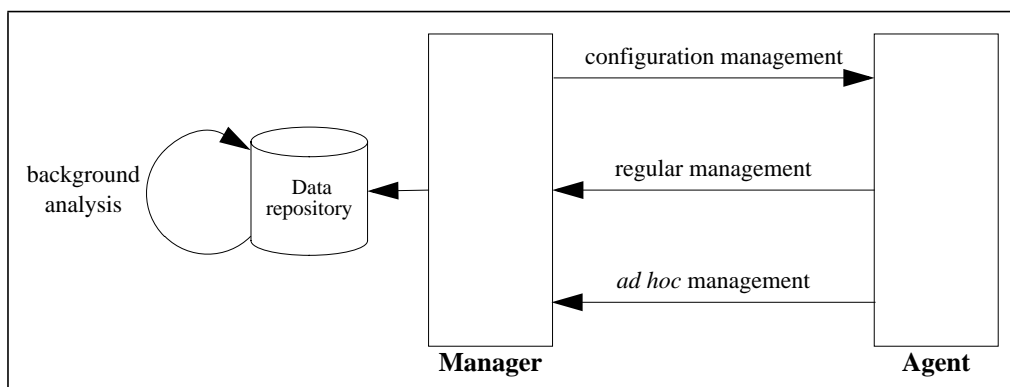 configuration management
background
analysis
Data
repository
regular management
ad hoc management
Manager
Agent